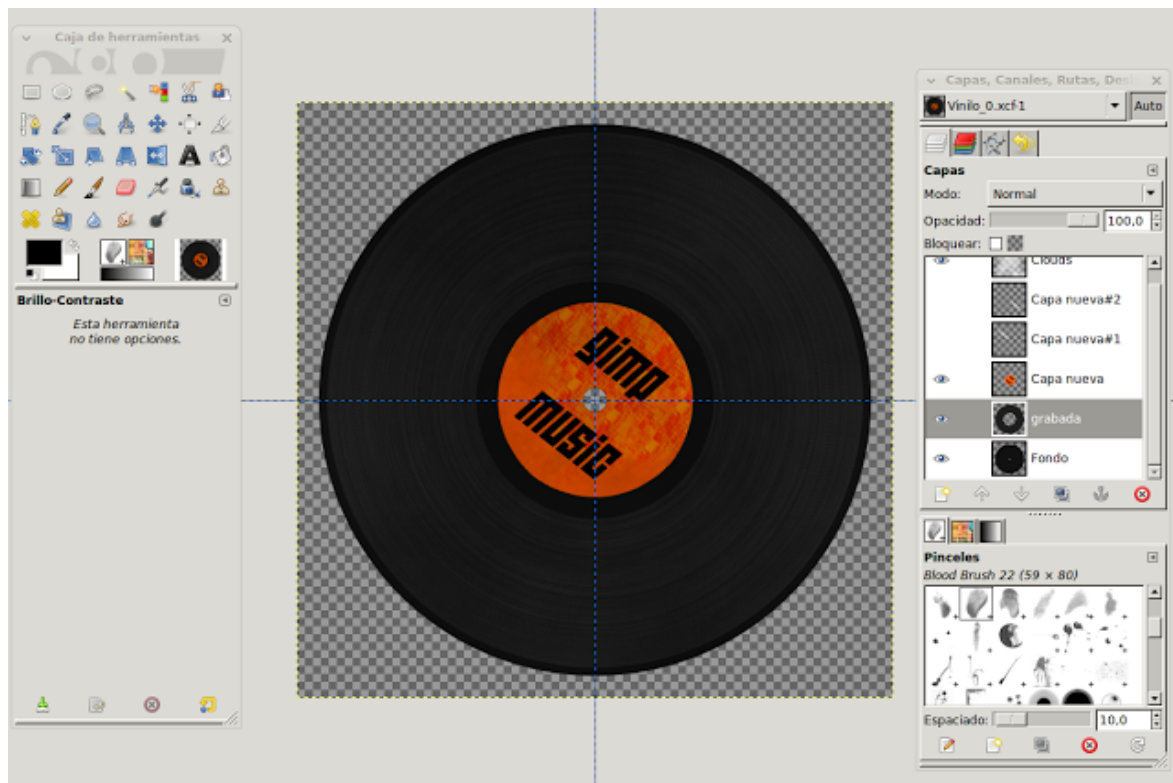 Caja de herramientas
Brillo-Contraste
Esta herramienta
no tiene opciones.
gimp
music
Capas, Canales, Rutas, Des
Vinilo_0.xcf-1
Auto
Capas
Modo: Normal
Opacidad: 100,0
Bloquear:
Clouds
Capa nueva#2
Capa nueva#1
Capa nueva
grabada
Fondo
Pinceles
Blood Brush 22 (59 × 80)
Espaciado: 10,0